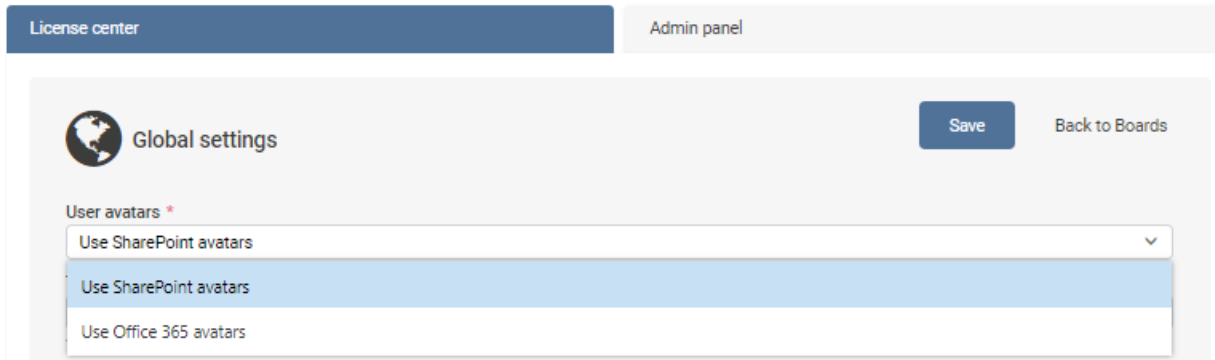 License center
Admin panel
Global settings
Save
Back to Boards
User avatars *
Use SharePoint avatars
Use SharePoint avatars
Use Office 365 avatars